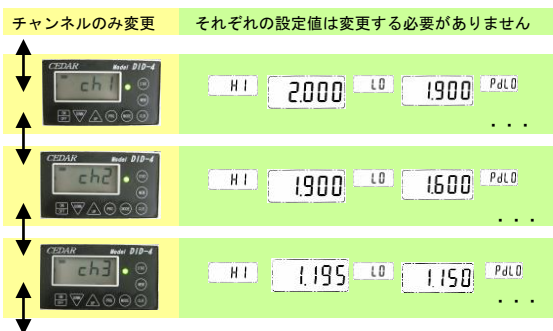 チャンネルのみ変更 それぞれの設定値は変更する必要がありません
CEDAR Model DID-4
ch1
HI 2.000 LO 1.900 PdLO
...
CEDAR Model DID-4
ch2
HI 1.900 LO 1.600 PdLO
...
CEDAR Model DID-4
ch3
HI 1.195 LO 1.150 PdLO
...